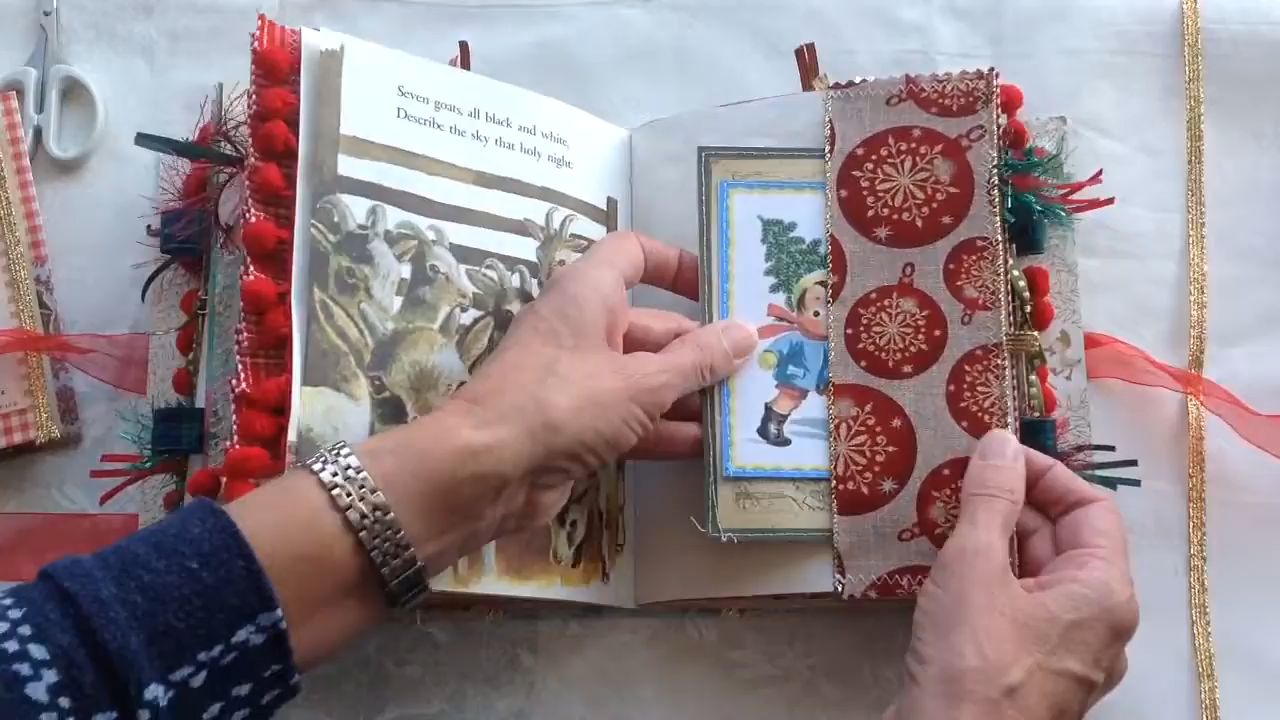 Seven goats, all black and white,
Describe the sky that holy night: